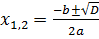 x₁,₂ = (-b±√D)/(2a)